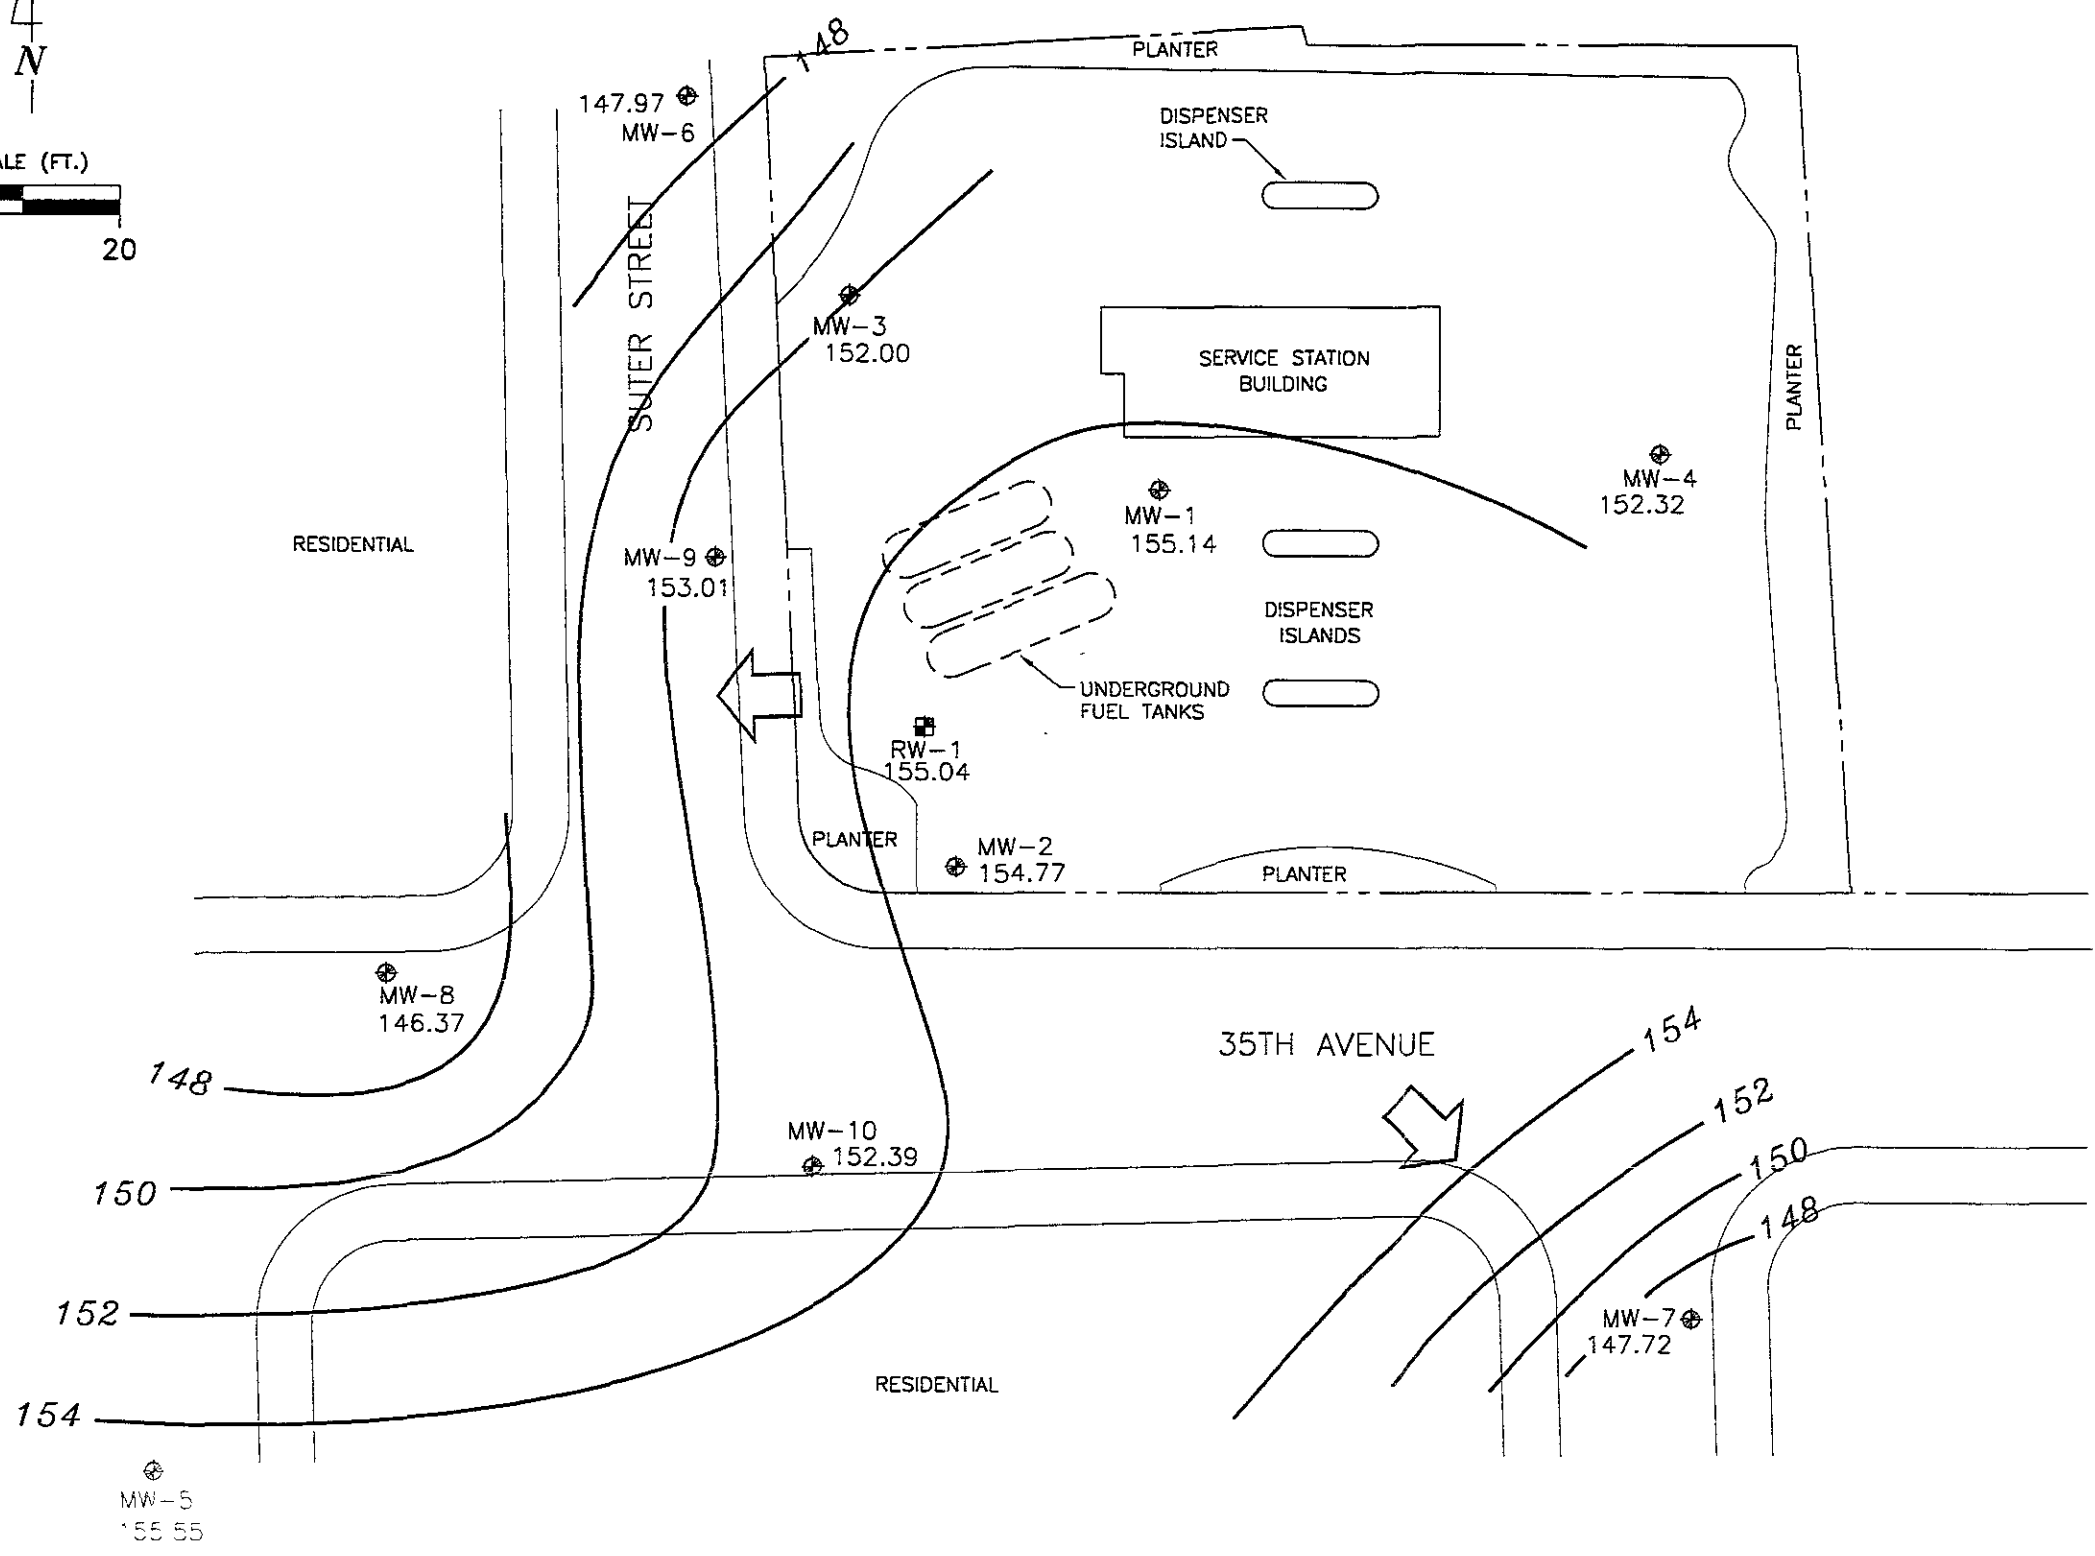 N
ALE (FT.)
20
148
PLANTER
147.97
MW-6
DISPENSER
ISLAND
SUTER STREET
MW-3
152.00
SERVICE STATION
BUILDING
PLANTER
MW-4
152.32
MW-1
155.14
RESIDENTIAL
MW-9
153.01
DISPENSER
ISLANDS
UNDERGROUND
FUEL TANKS
RW-1
155.04
PLANTER
MW-2
154.77
PLANTER
MW-8
146.37
35TH AVENUE
154
148
152
MW-10
152.39
150
150
148
152
MW-7
147.72
RESIDENTIAL
154
MW-5
155 55